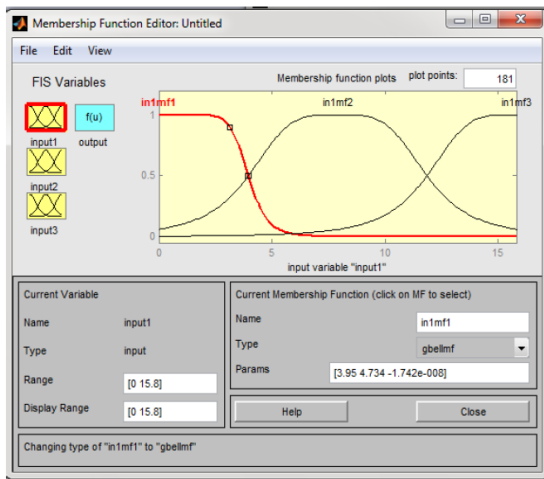 Membership Function Editor: Untitled
File Edit View
FIS Variables
f(u)
input1 output
input2
input3
Membership function plots plot points: 181
in1mf1 in1mf2 in1mf3
1
0.5
0
0 5 10 15
input variable "input1"
Current Variable
Name input1
Type input
Range [0 15.8]
Display Range [0 15.8]
Current Membership Function (click on MF to select)
Name in1mf1
Type gbellmf
Params [3.95 4.734 -1.742e-008]
Help Close
Changing type of "in1mf1" to "gbellmf"